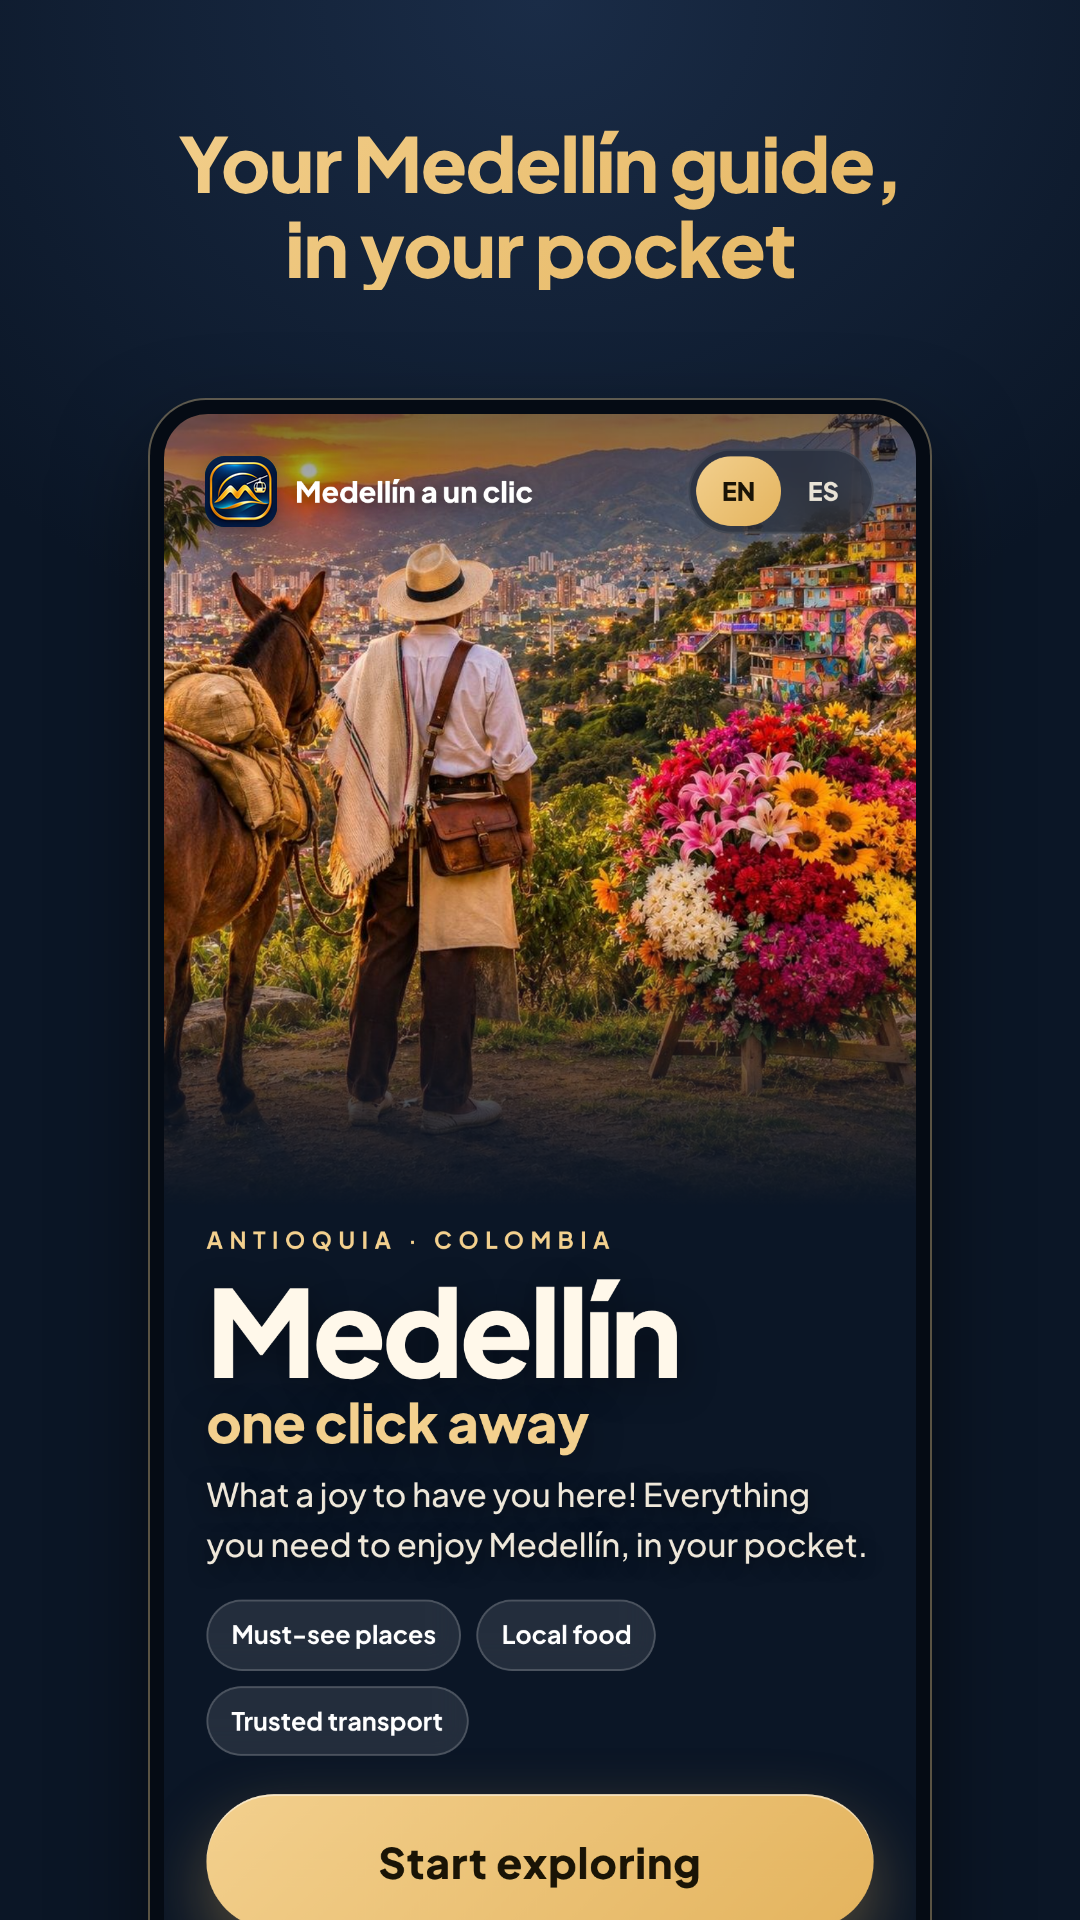 Your Medellín guide,
in your pocket
Medellín a un clic
EN ES
ANTIOQUIA · COLOMBIA
Medellín
one click away
What a joy to have you here! Everything
you need to enjoy Medellín, in your pocket.
Must-see places Local food
Trusted transport
Start exploring